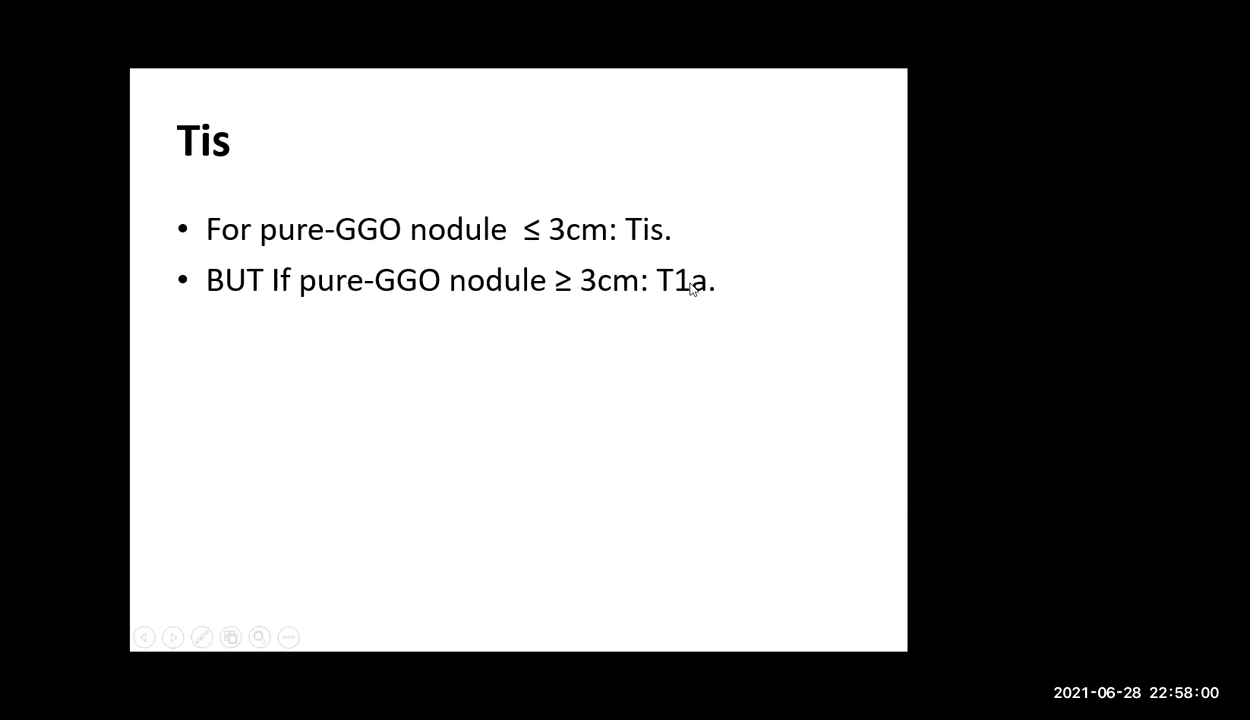 Tis
• For pure-GGO nodule ≤ 3cm: Tis.
• BUT If pure-GGO nodule ≥ 3cm: T1a.
2021-06-28 22:58:00